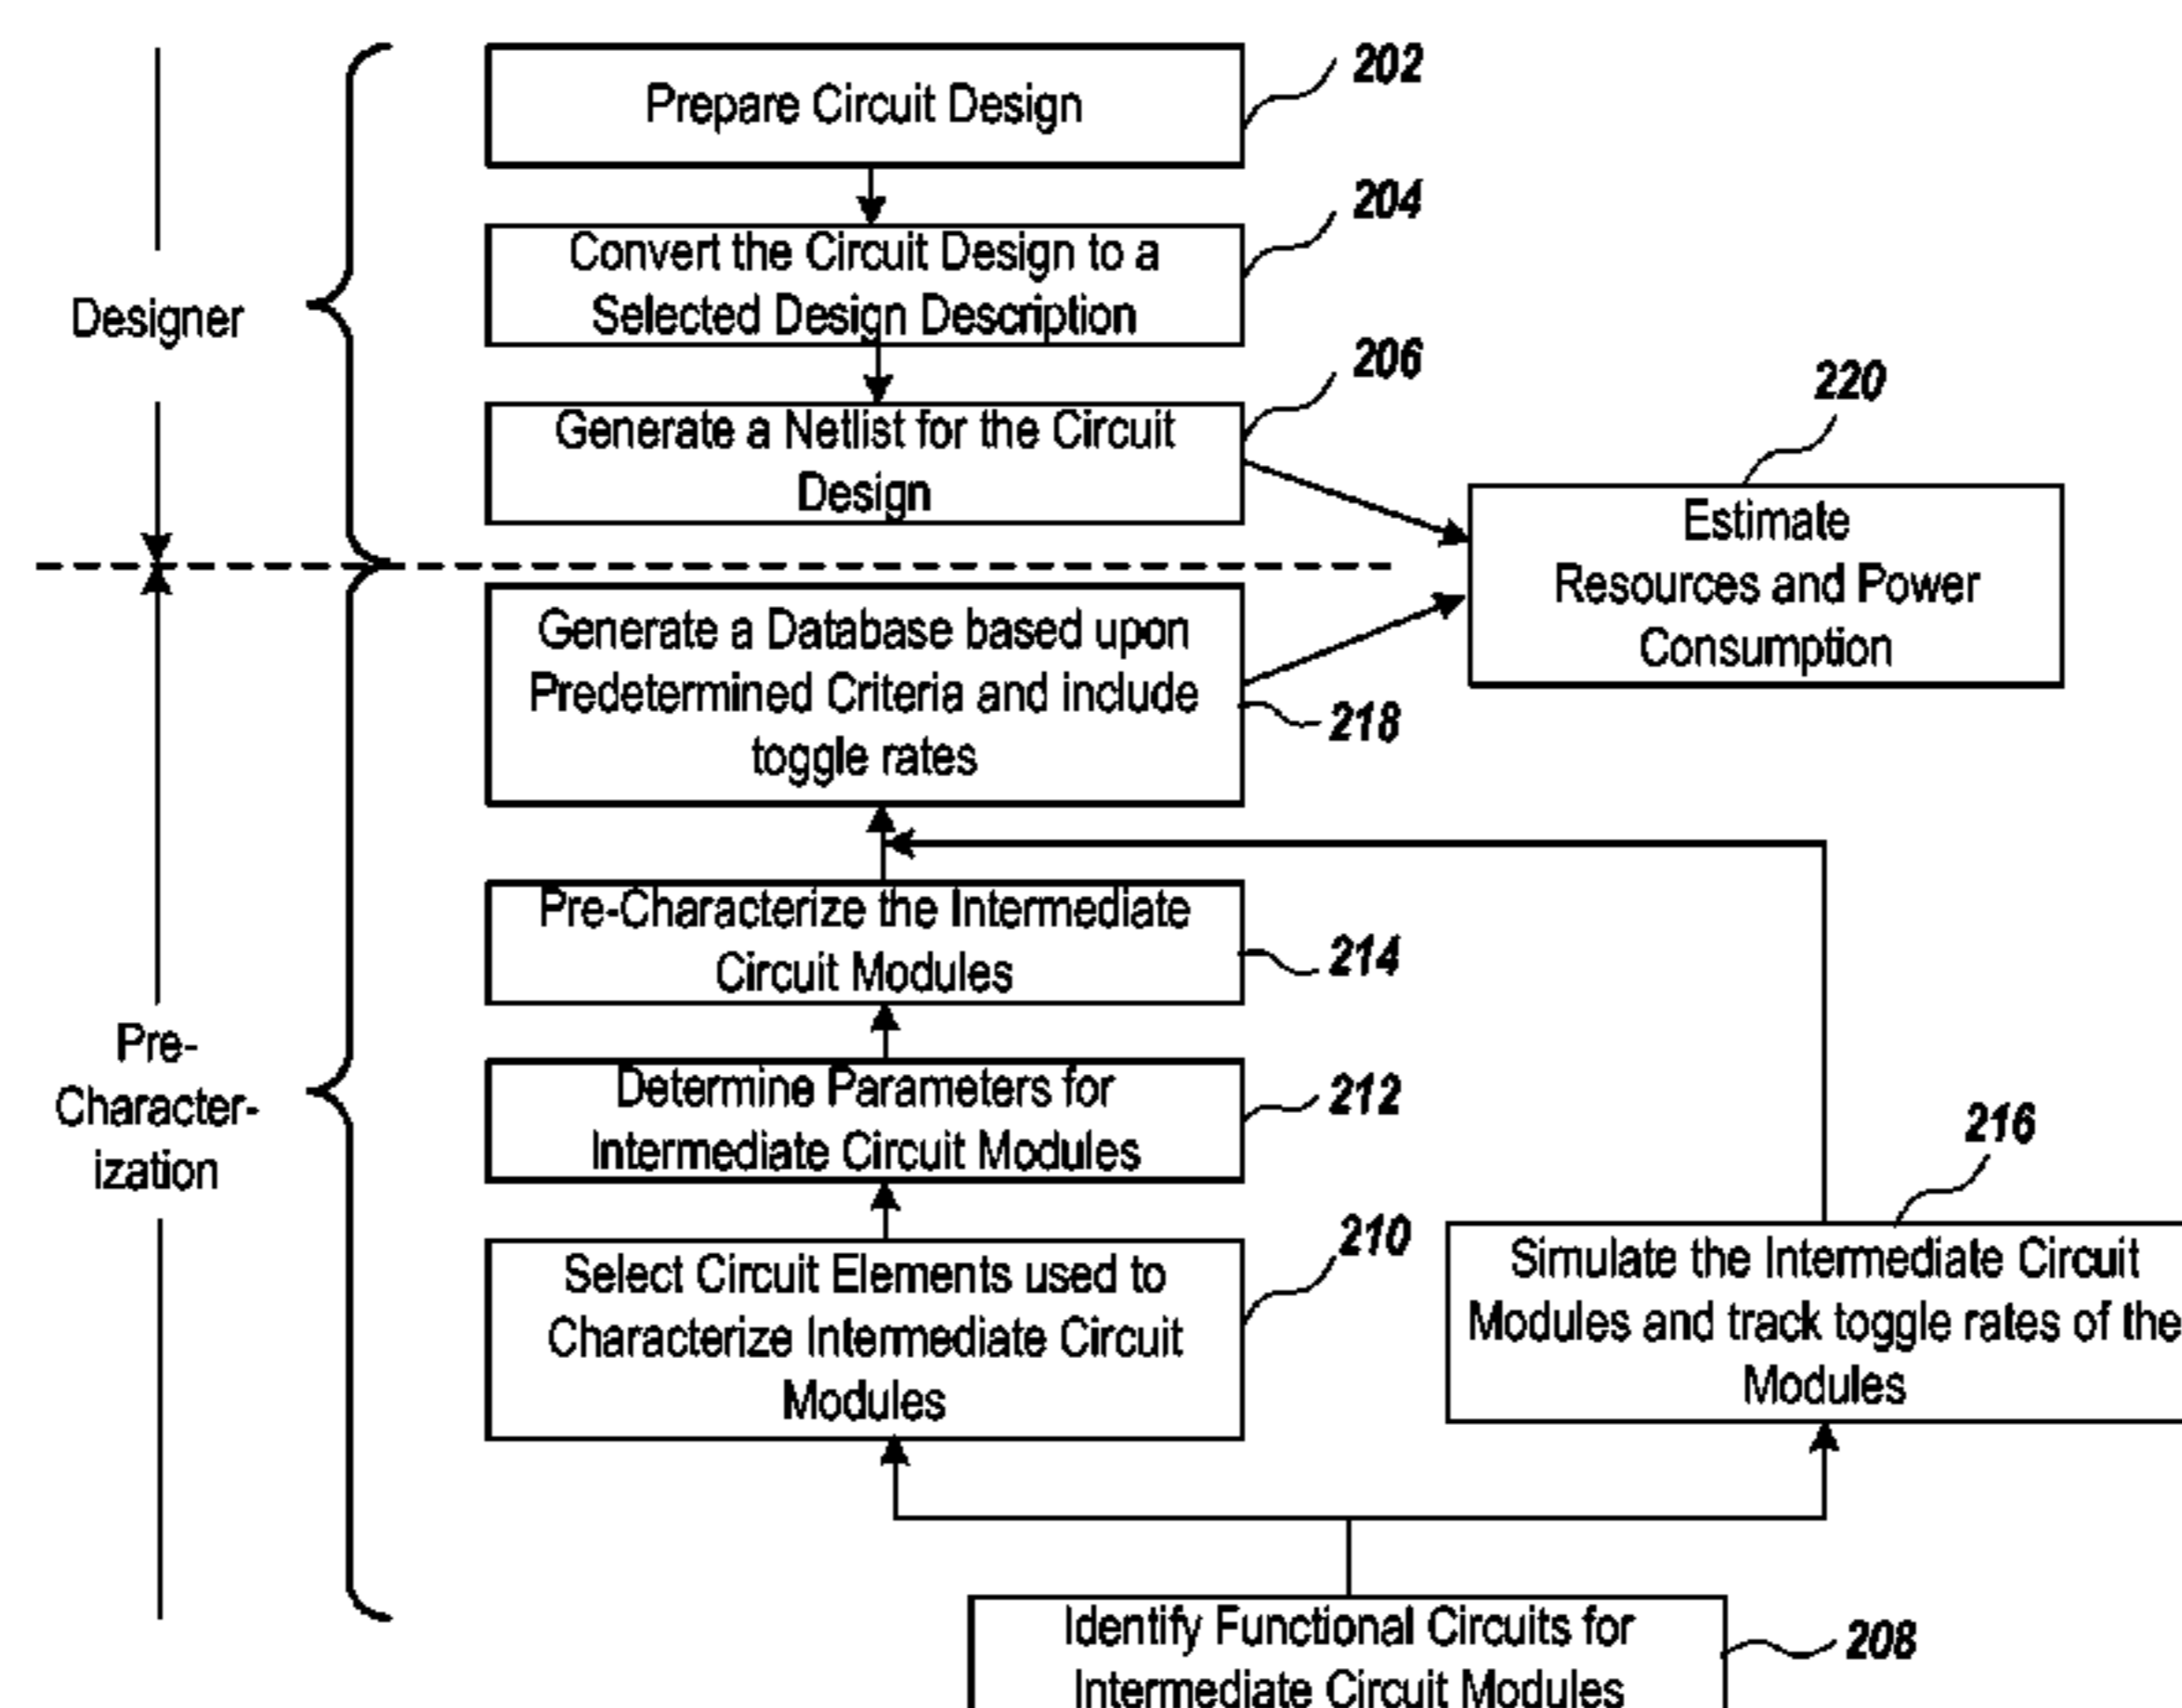 Prepare Circuit Design
202
Convert the Circuit Design to a
Selected Design Description
204
Designer
Generate a Netlist for the Circuit
Design
206
220
Estimate
Resources and Power
Consumption
Generate a Database based upon
Predetermined Criteria and include
toggle rates
218
Pre-Characterize the Intermediate
Circuit Modules
214
Pre-
Character-
ization
Determine Parameters for
Intermediate Circuit Modules
212
216
Select Circuit Elements used to
Characterize Intermediate Circuit
Modules
210
Simulate the Intermediate Circuit
Modules and track toggle rates of the
Modules
Identify Functional Circuits for
Intermediate Circuit Modules
208